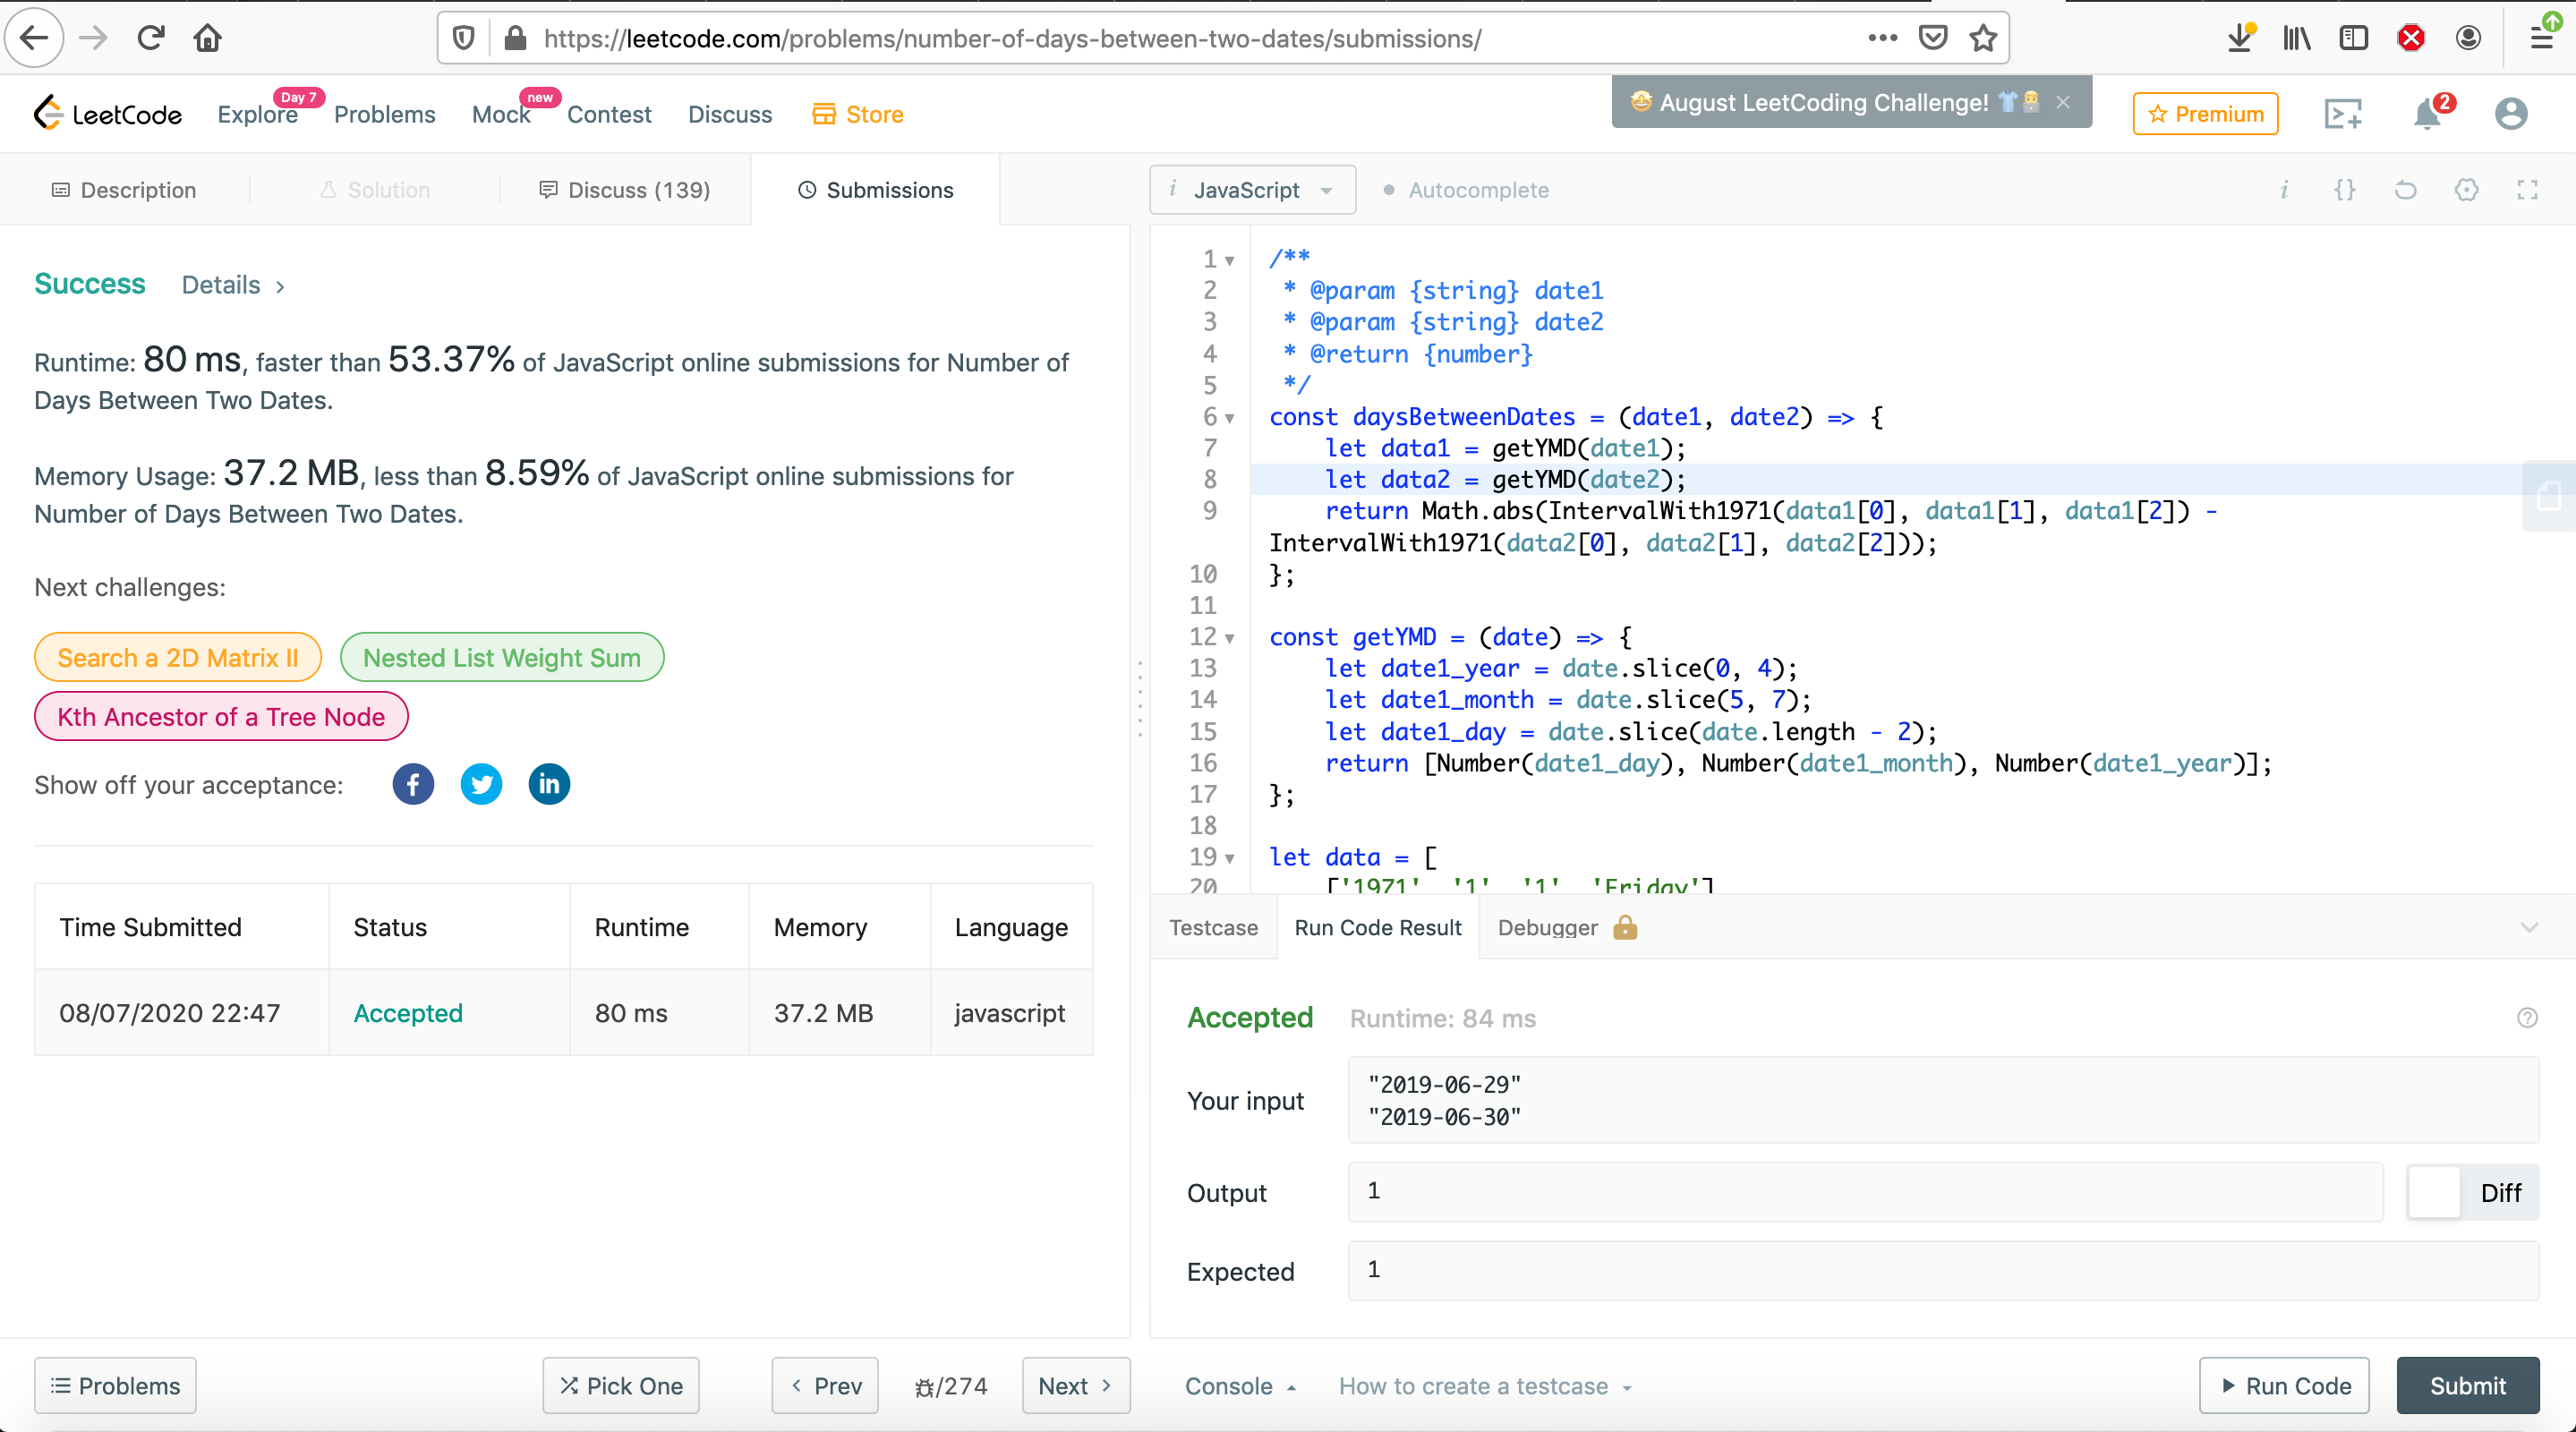 https://leetcode.com/problems/number-of-days-between-two-dates/submissions/
LeetCode
Explore
Day 7
Problems
Mock
new
Contest
Discuss
Store
August LeetCoding Challenge!
Premium
2
Description
Solution
Discuss (139)
Submissions
Success
Details
Runtime: 80 ms, faster than 53.37% of JavaScript online submissions for Number of
Days Between Two Dates.
Memory Usage: 37.2 MB, less than 8.59% of JavaScript online submissions for
Number of Days Between Two Dates.
Next challenges:
Search a 2D Matrix II
Nested List Weight Sum
Kth Ancestor of a Tree Node
Show off your acceptance:
Time Submitted Status Runtime Memory Language
08/07/2020 22:47 Accepted 80 ms 37.2 MB javascript
i JavaScript
Autocomplete
1 /**
2  * @param {string} date1
3  * @param {string} date2
4  * @return {number}
5  */
6 const daysBetweenDates = (date1, date2) => {
7     let data1 = getYMD(date1);
8     let data2 = getYMD(date2);
9     return Math.abs(IntervalWith1971(data1[0], data1[1], data1[2]) -
IntervalWith1971(data2[0], data2[1], data2[2]));
10 };
11
12 const getYMD = (date) => {
13     let date1_year = date.slice(0, 4);
14     let date1_month = date.slice(5, 7);
15     let date1_day = date.slice(date.length - 2);
16     return [Number(date1_day), Number(date1_month), Number(date1_year)];
17 };
18
19 let data = [
20     ['1971', '1', '1', 'Friday']
Testcase
Run Code Result
Debugger
Accepted
Runtime: 84 ms
Your input
"2019-06-29"
"2019-06-30"
Output
1
Diff
Expected
1
Problems
Pick One
Prev
/274
Next
Console
How to create a testcase
Run Code
Submit